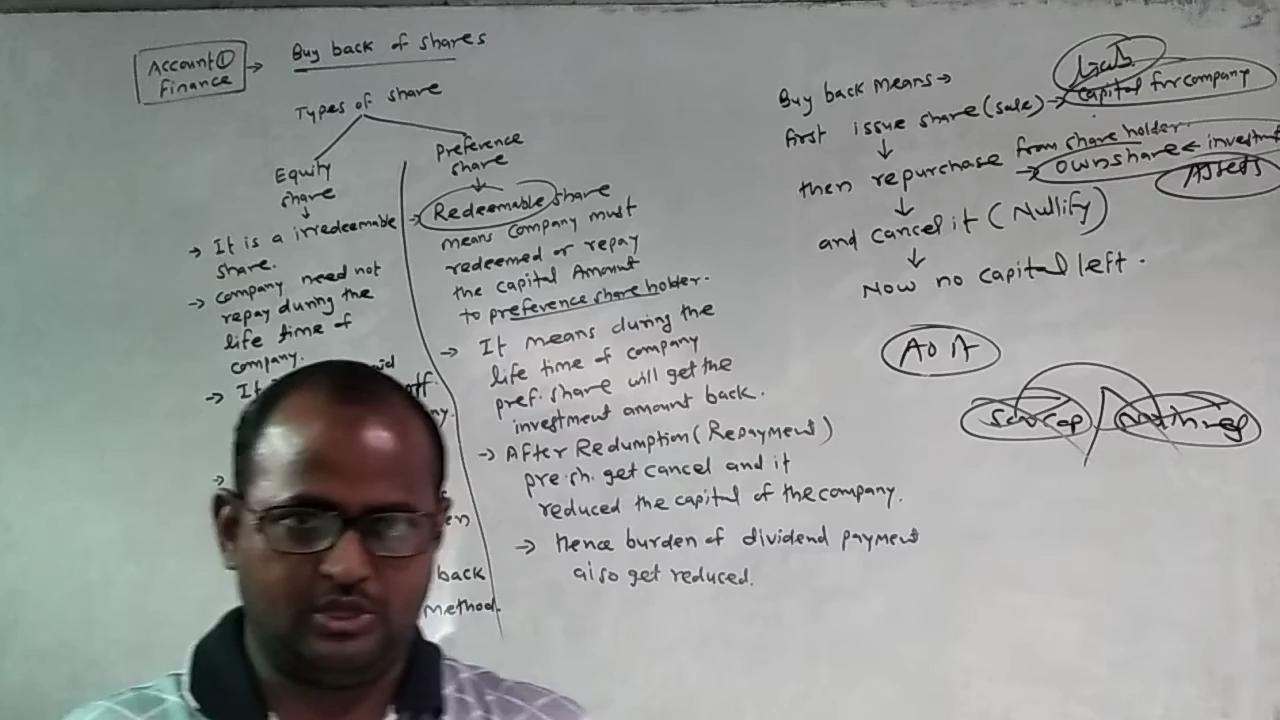 Account ①
Finance
→ Buy back of shares
Types of share
Equity
share
→ It is a irredeemable
share.
→ company need not
repay during the
life time of
company.
→ It
off
back
method.
Preference
share
→ Redeemable share
means company must
redeemed or repay
the capital Amount
to preference share holder.
→ It means during the
life time of company
pref. share will get the
investment amount back.
→ After Redumption (Repayment)
pre.sh. get cancel and it
reduced the capital of the company.
→ Hence burden of dividend payment
also get reduced.
Buy back means →
first issue share (sale) → capital for company
↓
then repurchase from share holder
→ own share ← investment
Assets
↓
and cancel it (Nullify)
↓
Now no capital left.
AOA